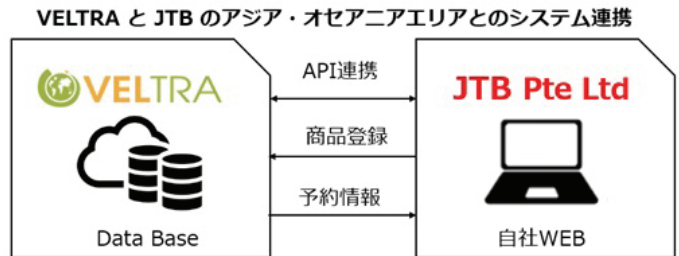 VELTRA と JTB のアジア・オセアニアエリアとのシステム連携
VELTRA
API連携
JTB Pte Ltd
商品登録
予約情報
Data Base
自社WEB